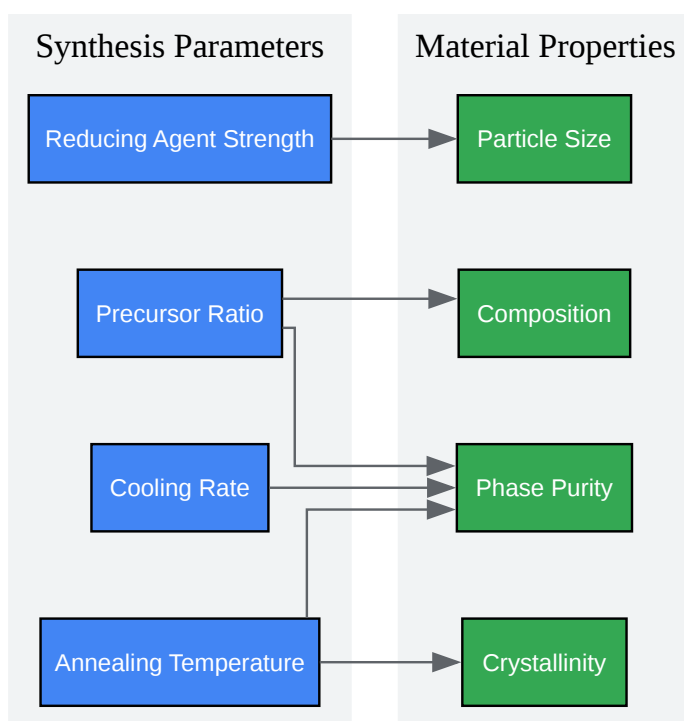 Synthesis Parameters
Material Properties
Reducing Agent Strength
Particle Size
Precursor Ratio
Composition
Cooling Rate
Phase Purity
Annealing Temperature
Crystallinity